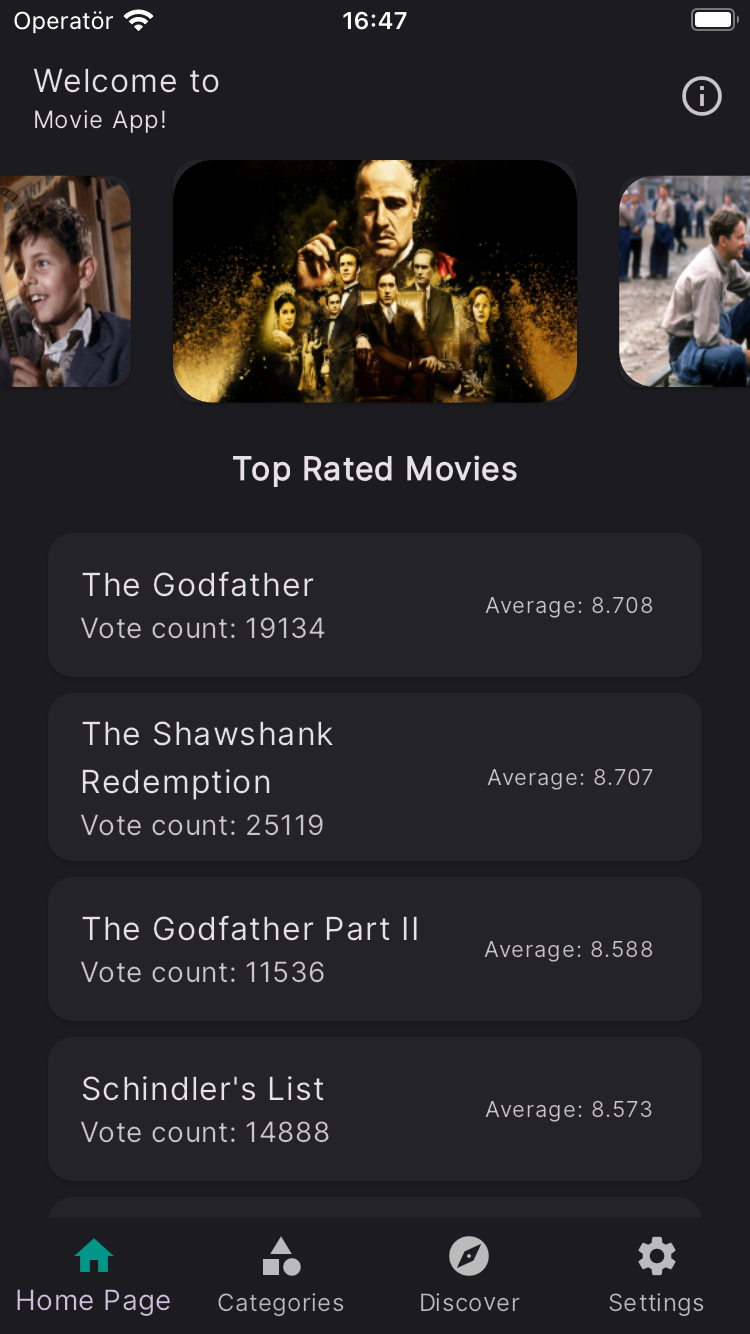 Operatör
16:47
Welcome to
Movie App!
Top Rated Movies
The Godfather
Vote count: 19134
Average: 8.708
The Shawshank
Redemption
Vote count: 25119
Average: 8.707
The Godfather Part II
Vote count: 11536
Average: 8.588
Schindler's List
Vote count: 14888
Average: 8.573
Home Page
Categories
Discover
Settings